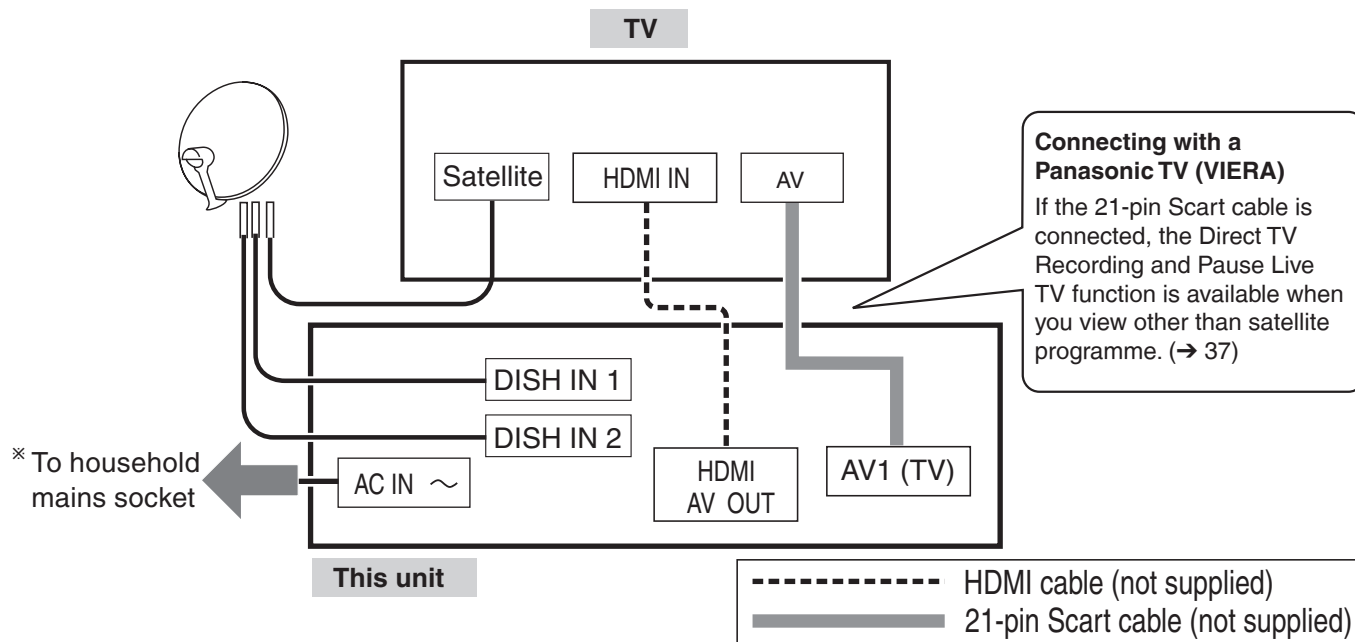 TV
Satellite
HDMI IN
AV
Connecting with a
Panasonic TV (VIERA)
If the 21-pin Scart cable is
connected, the Direct TV
Recording and Pause Live
TV function is available when
you view other than satellite
programme. (➔ 37)
DISH IN 1
DISH IN 2
※ To household
mains socket
AC IN ～
HDMI
AV OUT
AV1 (TV)
This unit
HDMI cable (not supplied)
21-pin Scart cable (not supplied)